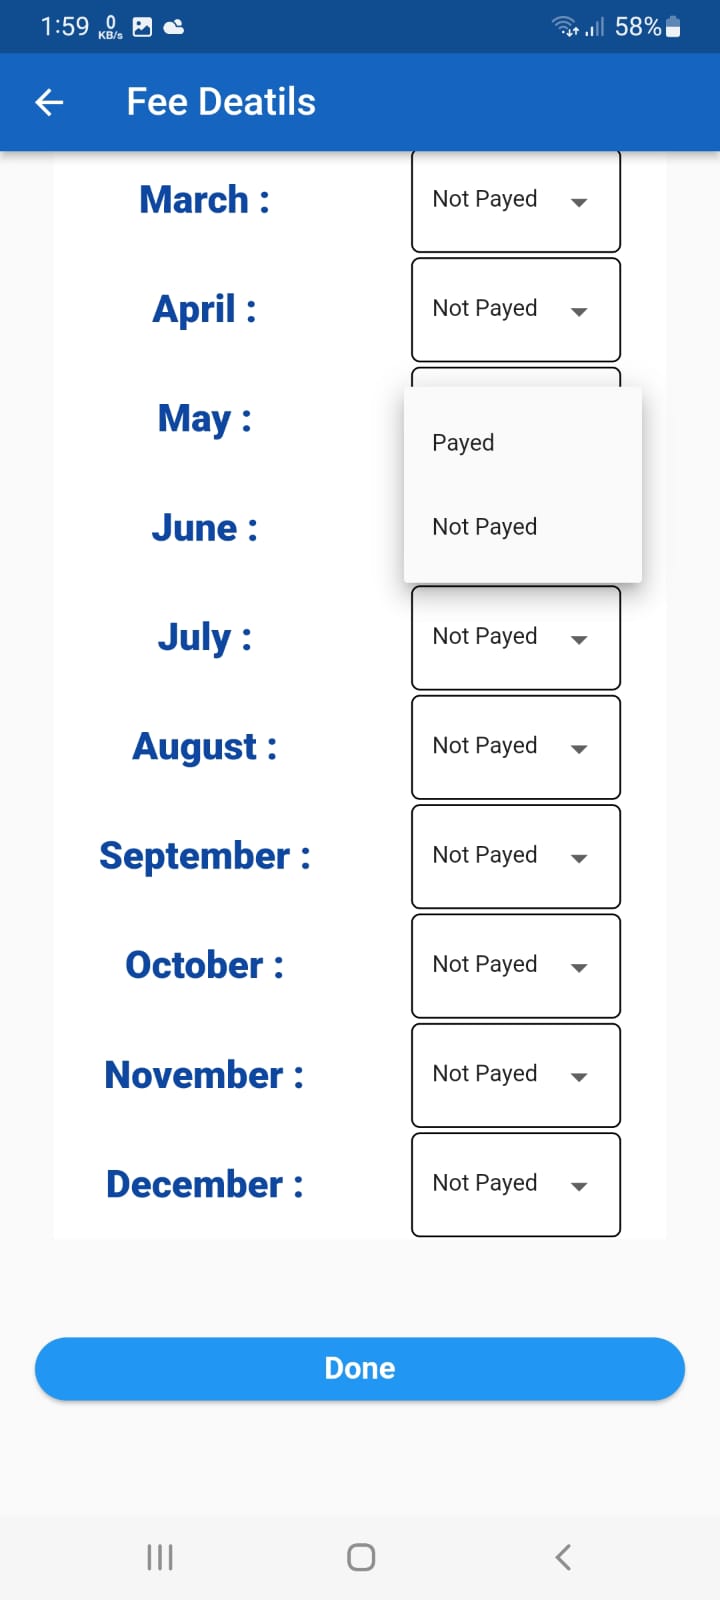 1:59 0 KB/s 58%
Fee Deatils
March : Not Payed
April : Not Payed
May :
Payed
June : Not Payed
July : Not Payed
August : Not Payed
September : Not Payed
October : Not Payed
November : Not Payed
December : Not Payed
Done